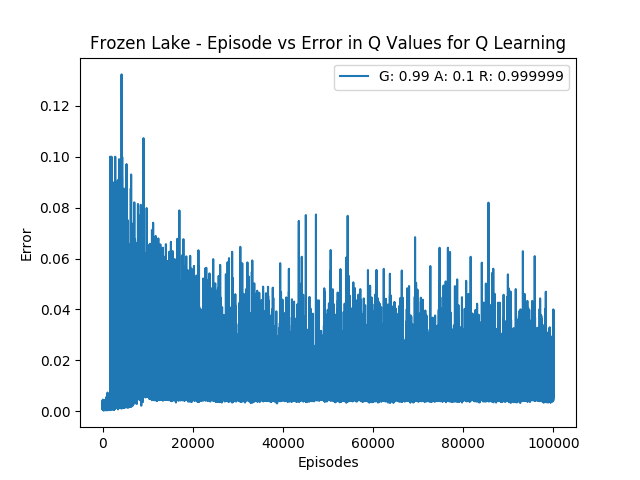 Frozen Lake - Episode vs Error in Q Values for Q Learning
G: 0.99 A: 0.1 R: 0.999999
0.12
0.10
0.08
0.06
0.04
0.02
0.00
Error
0 20000 40000 60000 80000 100000
Episodes